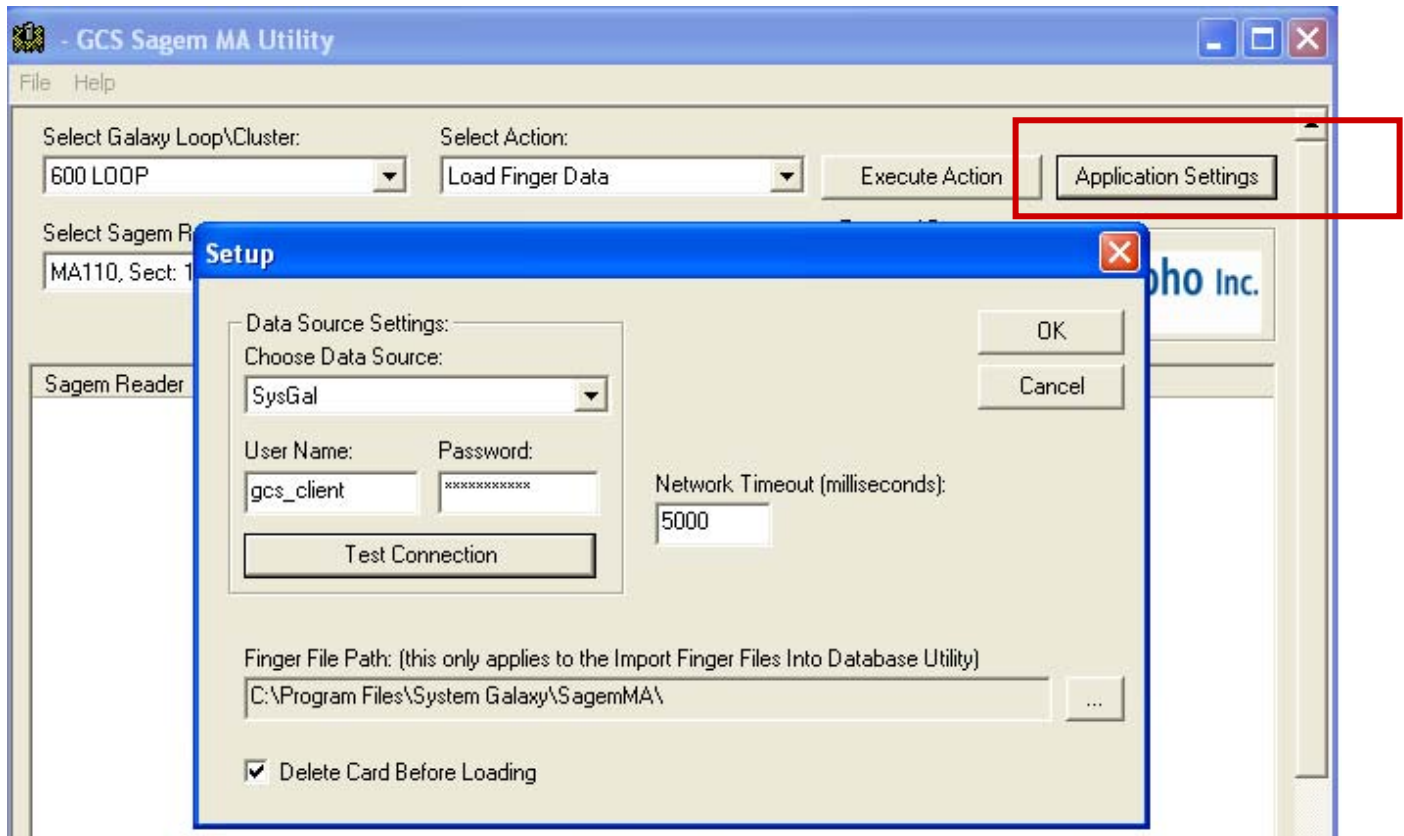 - GCS Sagem MA Utility
File Help
Select Galaxy Loop\Cluster: Select Action:
600 LOOP Load Finger Data Execute Action Application Settings
Select Sagem R
MA110, Sect: 1
pho Inc.
Sagem Reader
Setup
Data Source Settings:
Choose Data Source:
SysGal
OK
Cancel
User Name: Password:
gcs_client ***********
Network Timeout (milliseconds):
5000
Test Connection
Finger File Path: (this only applies to the Import Finger Files Into Database Utility)
C:\Program Files\System Galaxy\SagemMA\ ...
Delete Card Before Loading